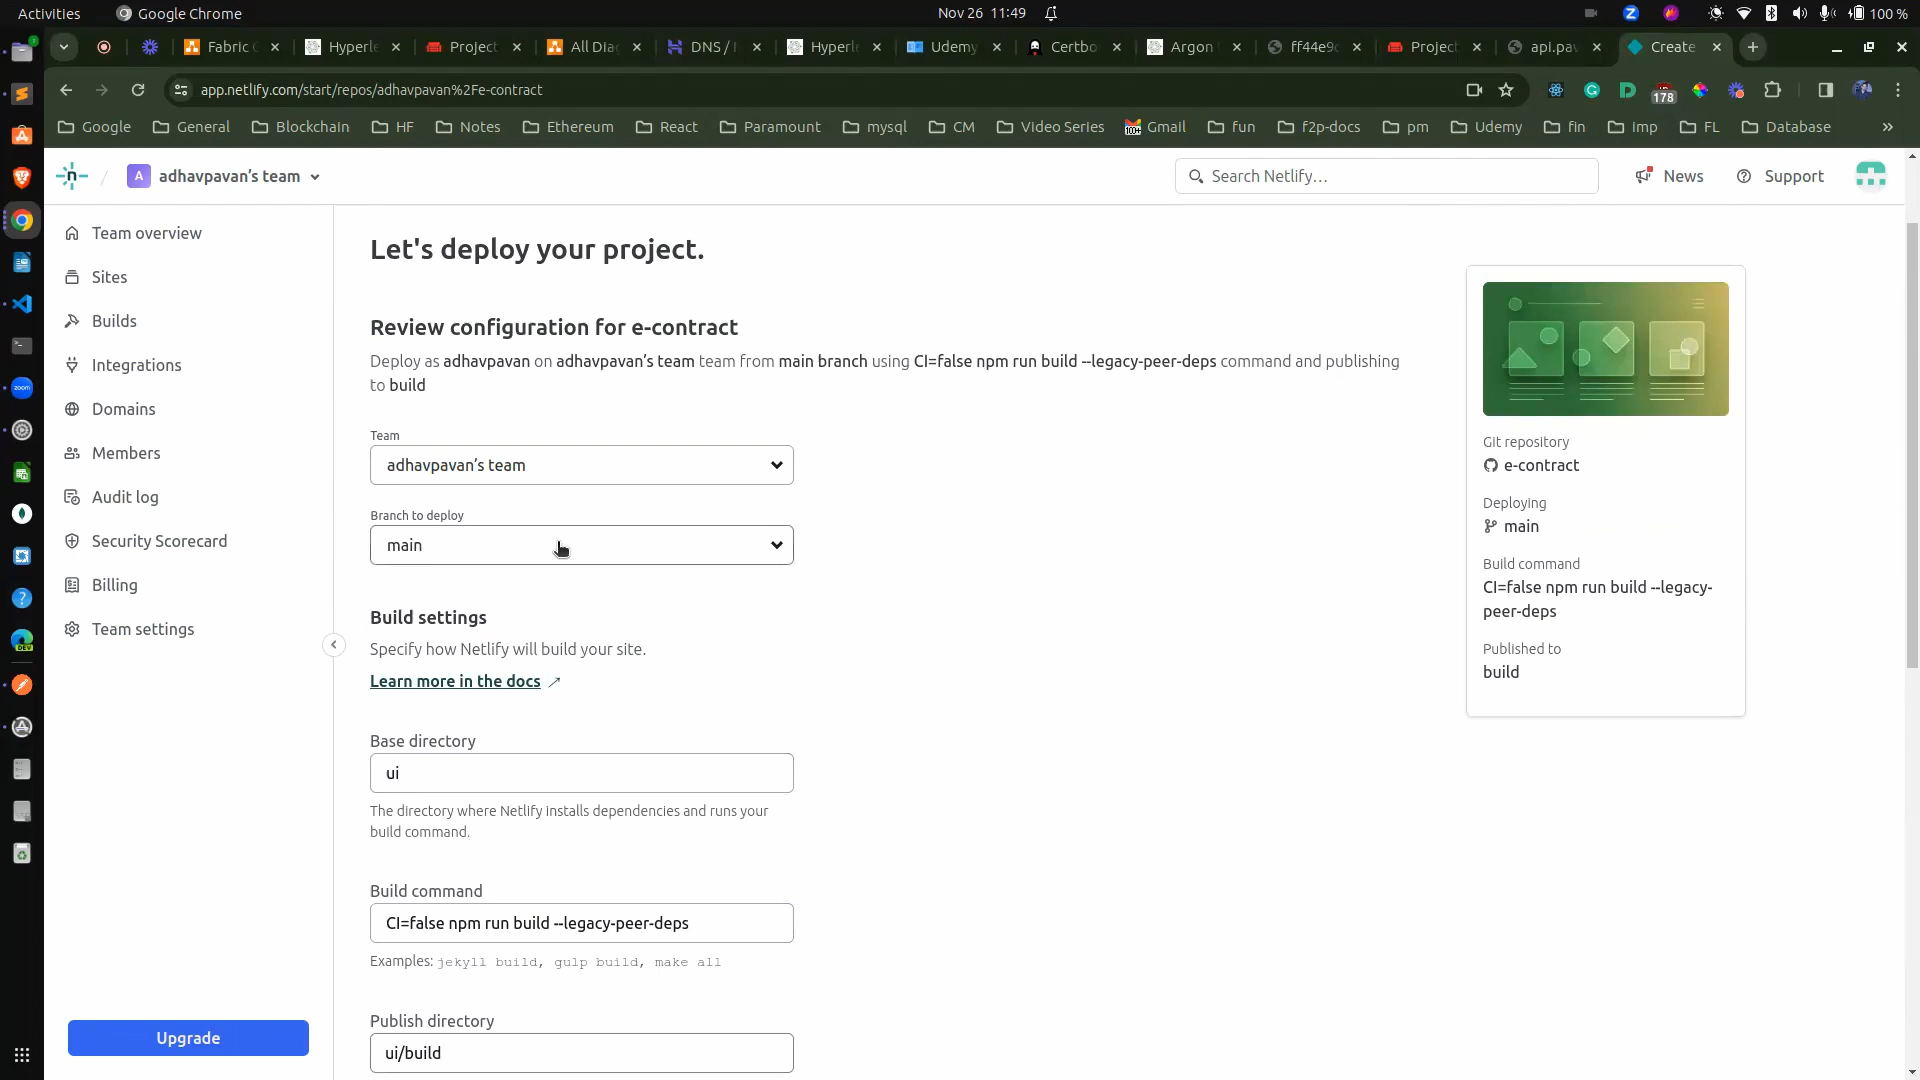 Activities
Google Chrome
Nov 26 11:49
100 %
Fabric C
Hyperle
Project
All Diag
DNS / N
Hyperle
Udemy
Certbo
Argon
ff44e9c
Project
api.pav
Create
app.netlify.com/start/repos/adhavpavan%2Fe-contract
178
Google
General
Blockchain
HF
Notes
Ethereum
React
Paramount
mysql
CM
Video Series
Gmail
fun
f2p-docs
pm
Udemy
fin
Imp
FL
Database
»
n
/
A
adhavpavan's team
Search Netlify…
News
Support
Team overview
Sites
Builds
Integrations
Domains
Members
Audit log
Security Scorecard
Billing
Team settings
Upgrade
Let's deploy your project.
Review configuration for e-contract
Deploy as adhavpavan on adhavpavan's team team from main branch using CI=false npm run build --legacy-peer-deps command and publishing
to build
Team
adhavpavan's team
Branch to deploy
main
Build settings
Specify how Netlify will build your site.
Learn more in the docs
Base directory
ui
The directory where Netlify installs dependencies and runs your
build command.
Build command
CI=false npm run build --legacy-peer-deps
Examples: jekyll build, gulp build, make all
Publish directory
ui/build
Git repository
e-contract
Deploying
main
Build command
CI=false npm run build --legacy-
peer-deps
Published to
build